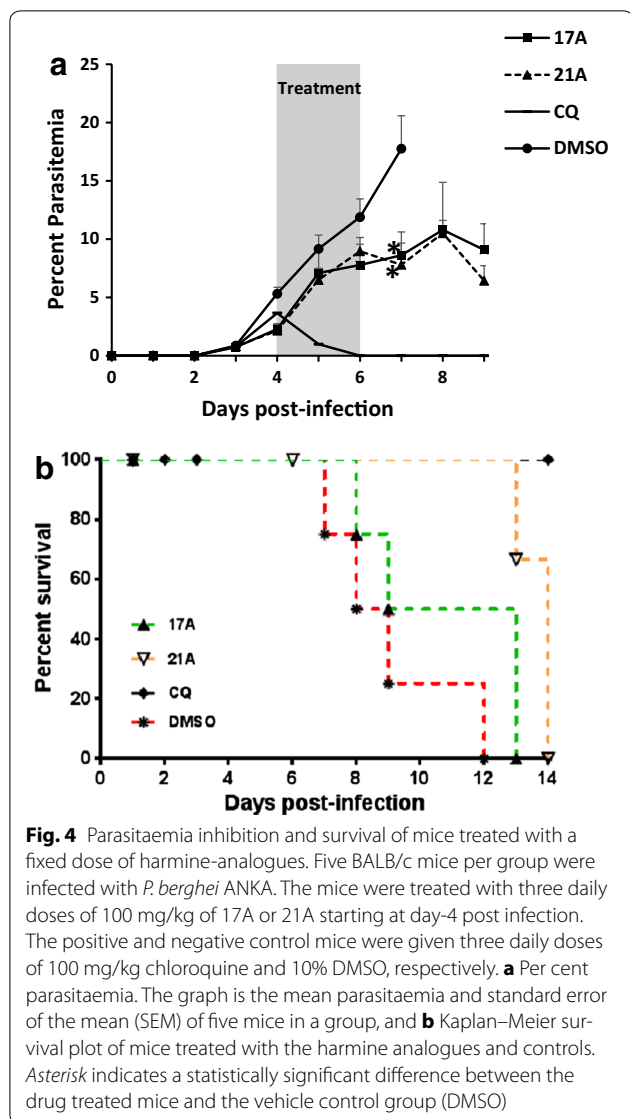 a
17A
21A
CQ
DMSO
Treatment
Percent Parasitemia
25
20
15
10
5
0
*
*
0 2 4 6 8
Days post-infection
b
Percent survival
100
80
60
40
20
0
17A
21A
CQ
DMSO
0 2 4 6 8 10 12 14
Days post-infection
Fig. 4 Parasitaemia inhibition and survival of mice treated with a
fixed dose of harmine-analogues. Five BALB/c mice per group were
infected with P. berghei ANKA. The mice were treated with three daily
doses of 100 mg/kg of 17A or 21A starting at day-4 post infection.
The positive and negative control mice were given three daily doses
of 100 mg/kg chloroquine and 10% DMSO, respectively. a Per cent
parasitaemia. The graph is the mean parasitaemia and standard error
of the mean (SEM) of five mice in a group, and b Kaplan–Meier sur-
vival plot of mice treated with the harmine analogues and controls.
Asterisk indicates a statistically significant difference between the
drug treated mice and the vehicle control group (DMSO)